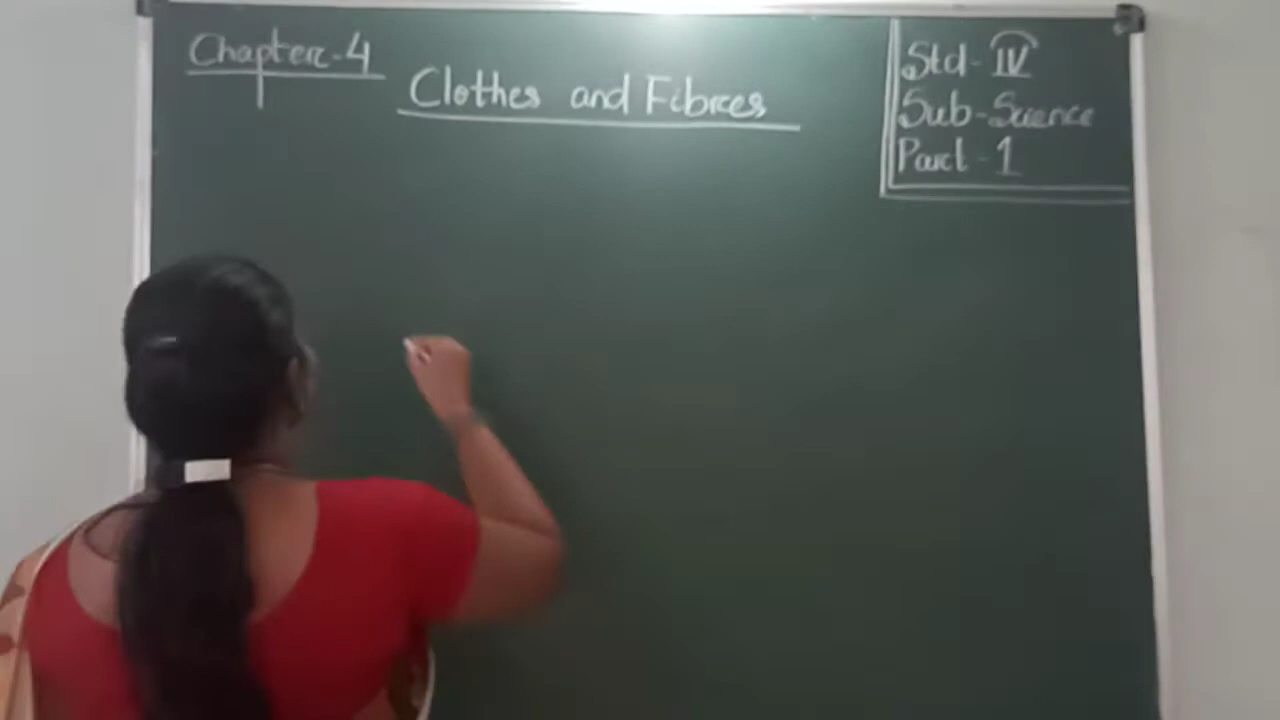 Chapter-4
Clothes and Fibres
Std- IV
Sub-Science
Part-1